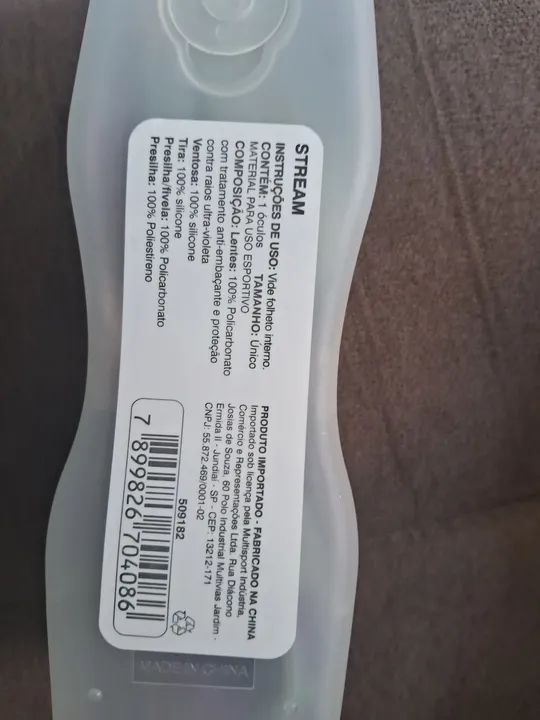 STREAM
INSTRUÇÕES DE USO: Vide folheto interno.
CONTÉM: 1 óculos TAMANHO: Único
MATERIAL PARA USO ESPORTIVO
COMPOSIÇÃO: Lentes: 100% Policarbonato
com tratamento anti-embaçante e proteção
contra raios ultra-violeta
Ventosa: 100% silicone
Tira: 100% silicone
Presilha/fivela: 100% Policarbonato
Presilha: 100% Poliestireno
PRODUTO IMPORTADO - FABRICADO NA CHINA
Importado sob licença pela Multisport Indústria,
Comércio e Representações Ltda. Rua Diácono
Josias de Souza, 60 Polo Industrial Multivias Jardim -
Ermida II - Jundiaí - SP - CEP: 13212-171
CNPJ: 55.872.469/0001-02
509182
7 899826 704086
MADE IN CHINA